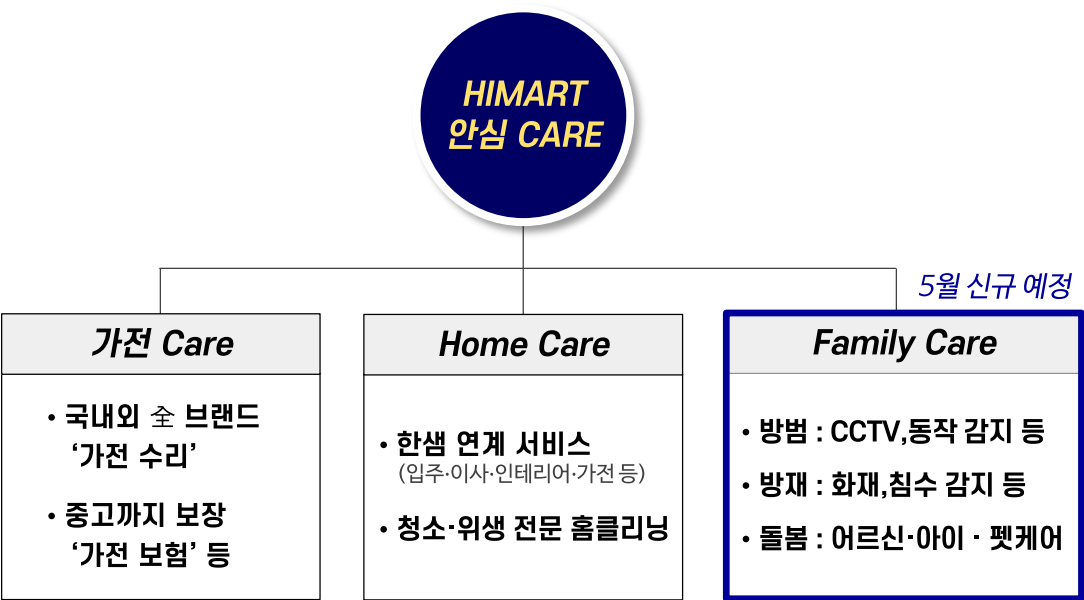 HIMART
안심 CARE
가전 Care
• 국내외 全 브랜드
‘가전 수리’
• 중고까지 보장
‘가전 보험’ 등
Home Care
• 한샘 연계 서비스
(입주·이사·인테리어·가전 등)
• 청소·위생 전문 홈클리닝
5월 신규 예정
Family Care
• 방범 : CCTV,동작 감지 등
• 방재 : 화재,침수 감지 등
• 돌봄 : 어르신·아이 · 펫케어